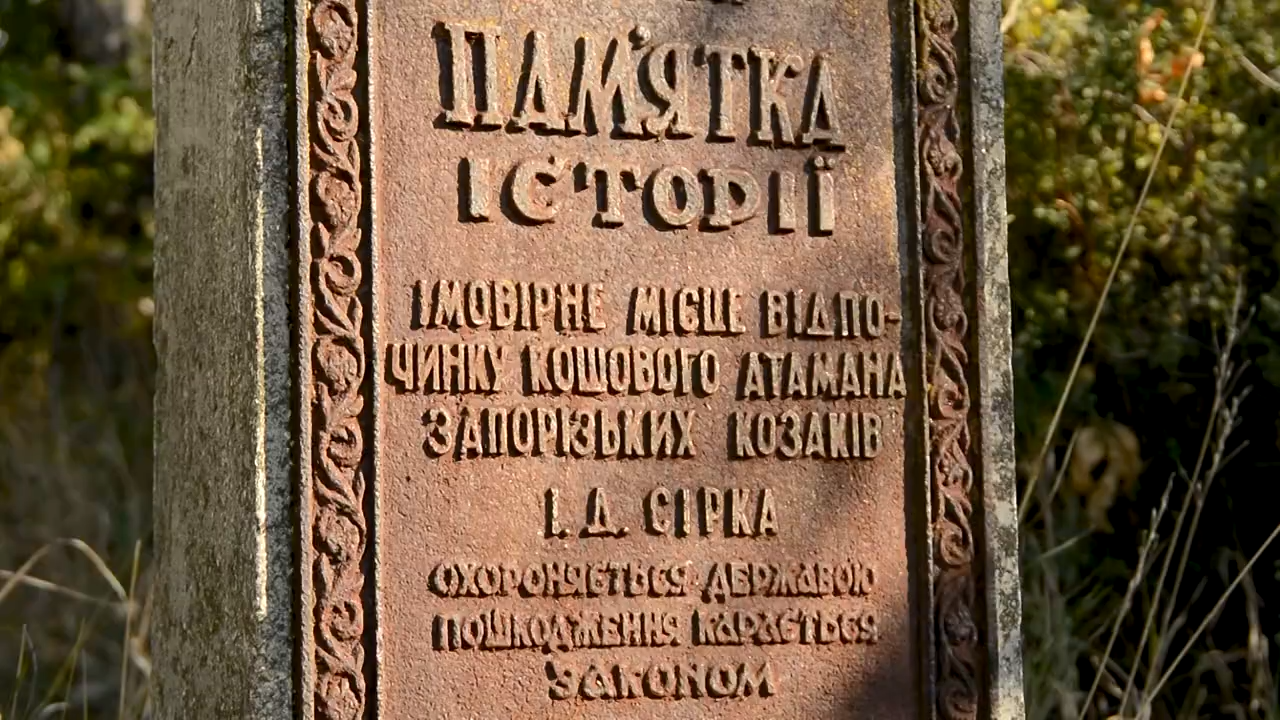 ПАМ'ЯТКА
ІСТОРІЇ
ІМОВІРНЕ МІСЦЕ ВІДПО-
ЧИНКУ КОШОВОГО АТАМАНА
ЗАПОРІЗЬКИХ КОЗАКІВ
І. Д. СІРКА
ОХОРОНЯЄТЬСЯ ДЕРЖАВОЮ
ПОШКОДЖЕННЯ КАРАЄТЬСЯ
ЗАКОНОМ